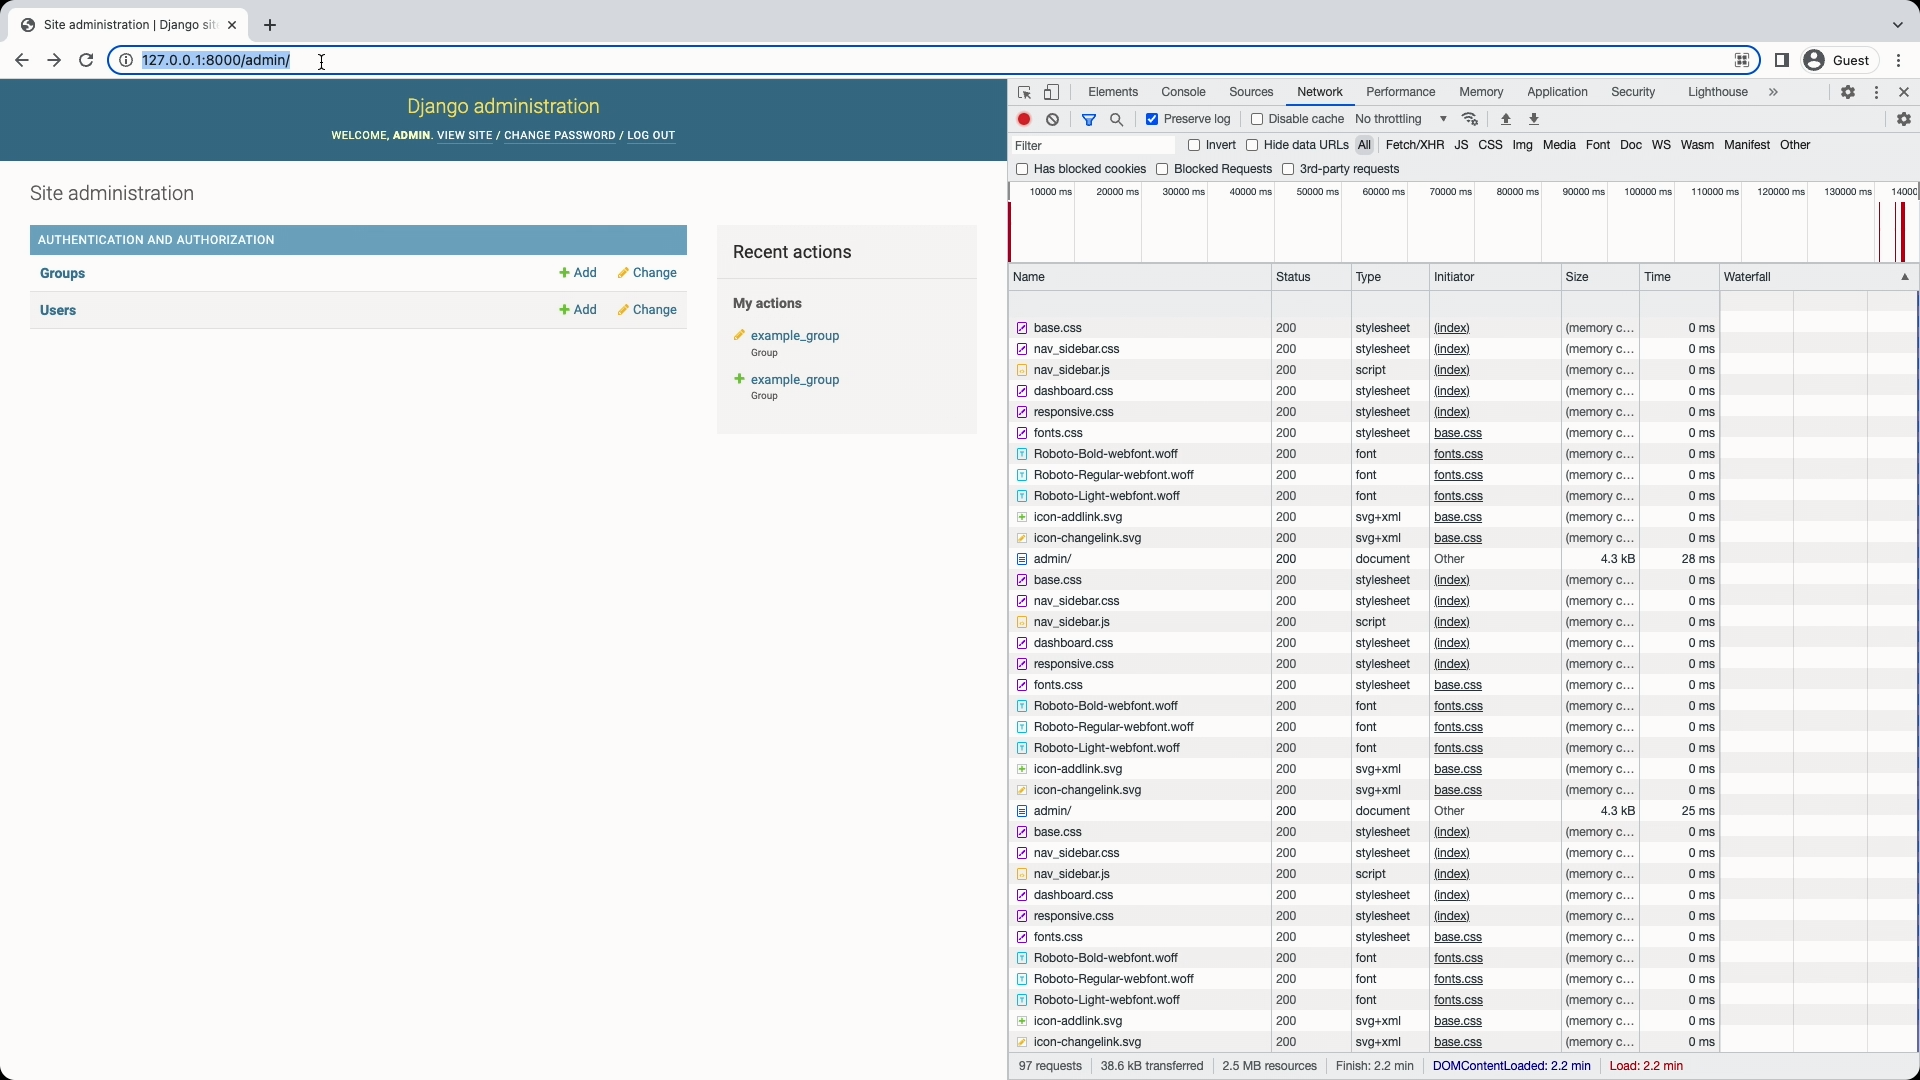 Site administration | Django sit
127.0.0.1:8000/admin/
Guest
Django administration
WELCOME, ADMIN. VIEW SITE / CHANGE PASSWORD / LOG OUT
Site administration
AUTHENTICATION AND AUTHORIZATION
Groups Add Change
Users Add Change
Recent actions
My actions
example_group
Group
example_group
Group
Elements Console Sources Network Performance Memory Application Security Lighthouse »
Preserve log Disable cache No throttling
Filter Invert Hide data URLs All Fetch/XHR JS CSS Img Media Font Doc WS Wasm Manifest Other
Has blocked cookies Blocked Requests 3rd-party requests
10000 ms 20000 ms 30000 ms 40000 ms 50000 ms 60000 ms 70000 ms 80000 ms 90000 ms 100000 ms 110000 ms 120000 ms 130000 ms 14000
Name Status Type Initiator Size Time Waterfall
base.css 200 stylesheet (index) (memory c... 0 ms
nav_sidebar.css 200 stylesheet (index) (memory c... 0 ms
nav_sidebar.js 200 script (index) (memory c... 0 ms
dashboard.css 200 stylesheet (index) (memory c... 0 ms
responsive.css 200 stylesheet (index) (memory c... 0 ms
fonts.css 200 stylesheet base.css (memory c... 0 ms
Roboto-Bold-webfont.woff 200 font fonts.css (memory c... 0 ms
Roboto-Regular-webfont.woff 200 font fonts.css (memory c... 0 ms
Roboto-Light-webfont.woff 200 font fonts.css (memory c... 0 ms
icon-addlink.svg 200 svg+xml base.css (memory c... 0 ms
icon-changelink.svg 200 svg+xml base.css (memory c... 0 ms
admin/ 200 document Other 4.3 kB 28 ms
base.css 200 stylesheet (index) (memory c... 0 ms
nav_sidebar.css 200 stylesheet (index) (memory c... 0 ms
nav_sidebar.js 200 script (index) (memory c... 0 ms
dashboard.css 200 stylesheet (index) (memory c... 0 ms
responsive.css 200 stylesheet (index) (memory c... 0 ms
fonts.css 200 stylesheet base.css (memory c... 0 ms
Roboto-Bold-webfont.woff 200 font fonts.css (memory c... 0 ms
Roboto-Regular-webfont.woff 200 font fonts.css (memory c... 0 ms
Roboto-Light-webfont.woff 200 font fonts.css (memory c... 0 ms
icon-addlink.svg 200 svg+xml base.css (memory c... 0 ms
icon-changelink.svg 200 svg+xml base.css (memory c... 0 ms
admin/ 200 document Other 4.3 kB 25 ms
base.css 200 stylesheet (index) (memory c... 0 ms
nav_sidebar.css 200 stylesheet (index) (memory c... 0 ms
nav_sidebar.js 200 script (index) (memory c... 0 ms
dashboard.css 200 stylesheet (index) (memory c... 0 ms
responsive.css 200 stylesheet (index) (memory c... 0 ms
fonts.css 200 stylesheet base.css (memory c... 0 ms
Roboto-Bold-webfont.woff 200 font fonts.css (memory c... 0 ms
Roboto-Regular-webfont.woff 200 font fonts.css (memory c... 0 ms
Roboto-Light-webfont.woff 200 font fonts.css (memory c... 0 ms
icon-addlink.svg 200 svg+xml base.css (memory c... 0 ms
icon-changelink.svg 200 svg+xml base.css (memory c... 0 ms
97 requests 38.6 kB transferred 2.5 MB resources Finish: 2.2 min DOMContentLoaded: 2.2 min Load: 2.2 min